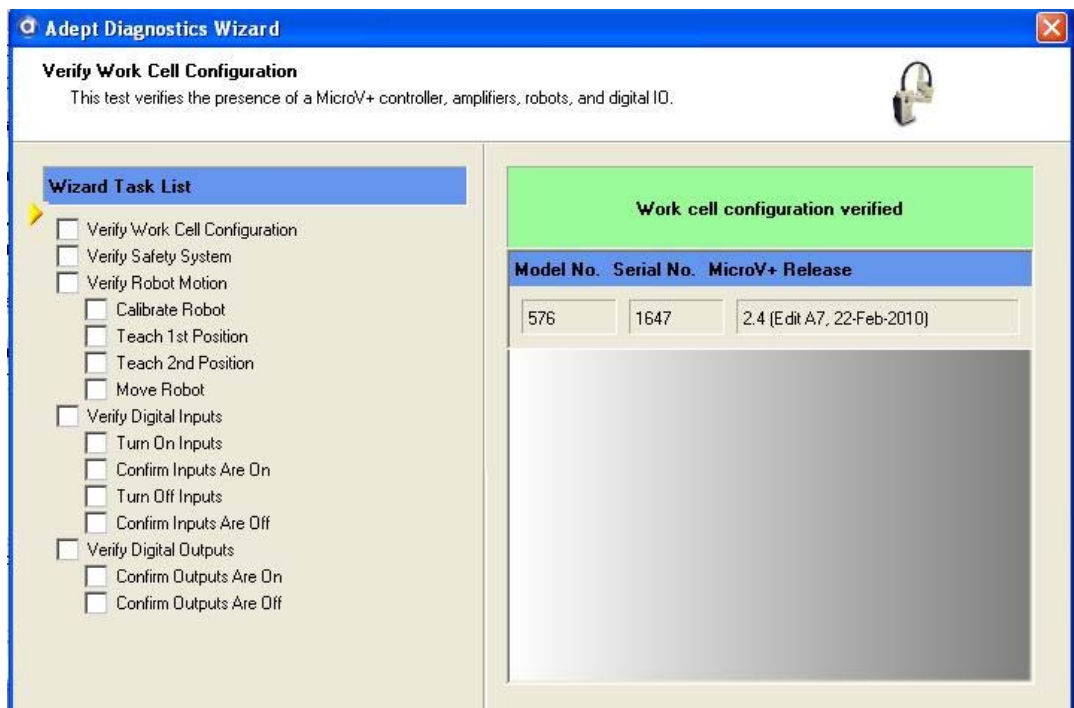 Adept Diagnostics Wizard
Verify Work Cell Configuration
This test verifies the presence of a MicroV+ controller, amplifiers, robots, and digital IO.
Wizard Task List
Verify Work Cell Configuration
Verify Safety System
Verify Robot Motion
Calibrate Robot
Teach 1st Position
Teach 2nd Position
Move Robot
Verify Digital Inputs
Turn On Inputs
Confirm Inputs Are On
Turn Off Inputs
Confirm Inputs Are Off
Verify Digital Outputs
Confirm Outputs Are On
Confirm Outputs Are Off
Work cell configuration verified
Model No. Serial No. MicroV+ Release
576 1647 2.4 (Edit A7, 22-Feb-2010)